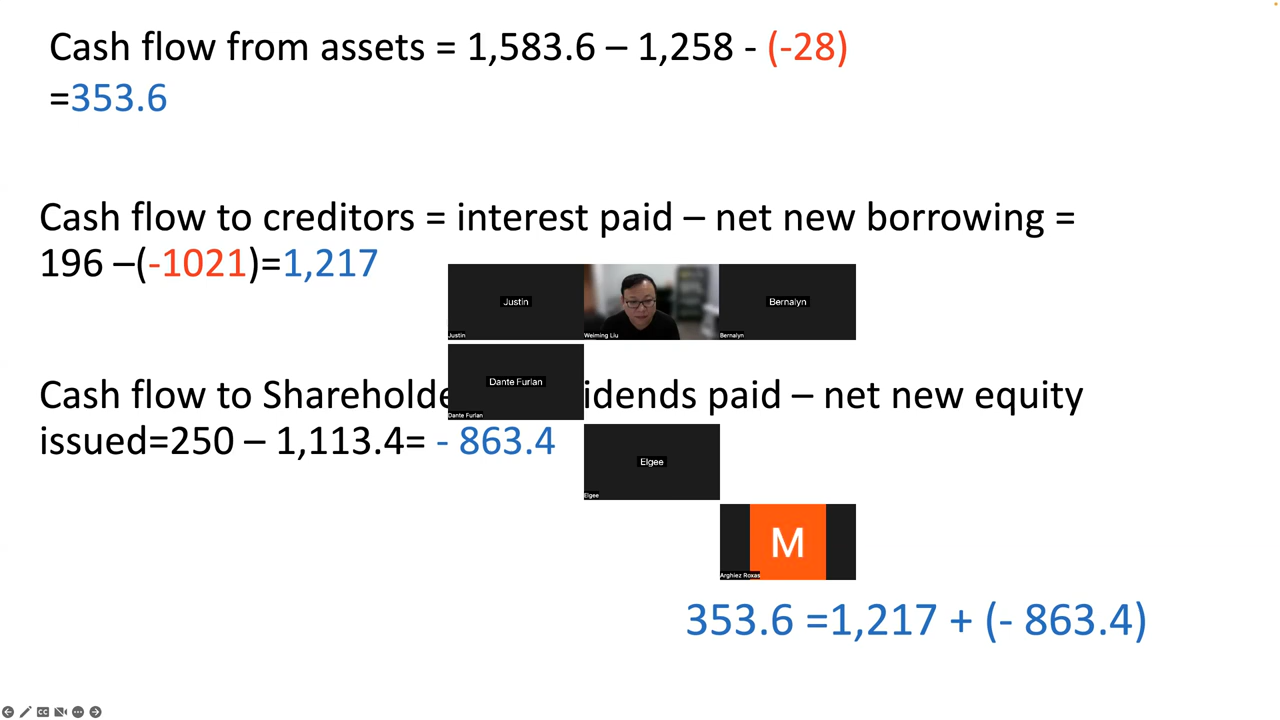 Cash flow from assets = 1,583.6 – 1,258 - (-28)
=353.6
Cash flow to creditors = interest paid – net new borrowing =
196 –(-1021)=1,217
Justin
Justin
Weiming Liu
Bernalyn
Bernalyn
Dante Furlan
Dante Furlan
Cash flow to Sharehold idends paid – net new equity
issued=250 – 1,113.4= - 863.4
Elgee
Elgee
M
Arghiez Roxas
353.6 =1,217 + (- 863.4)
CC